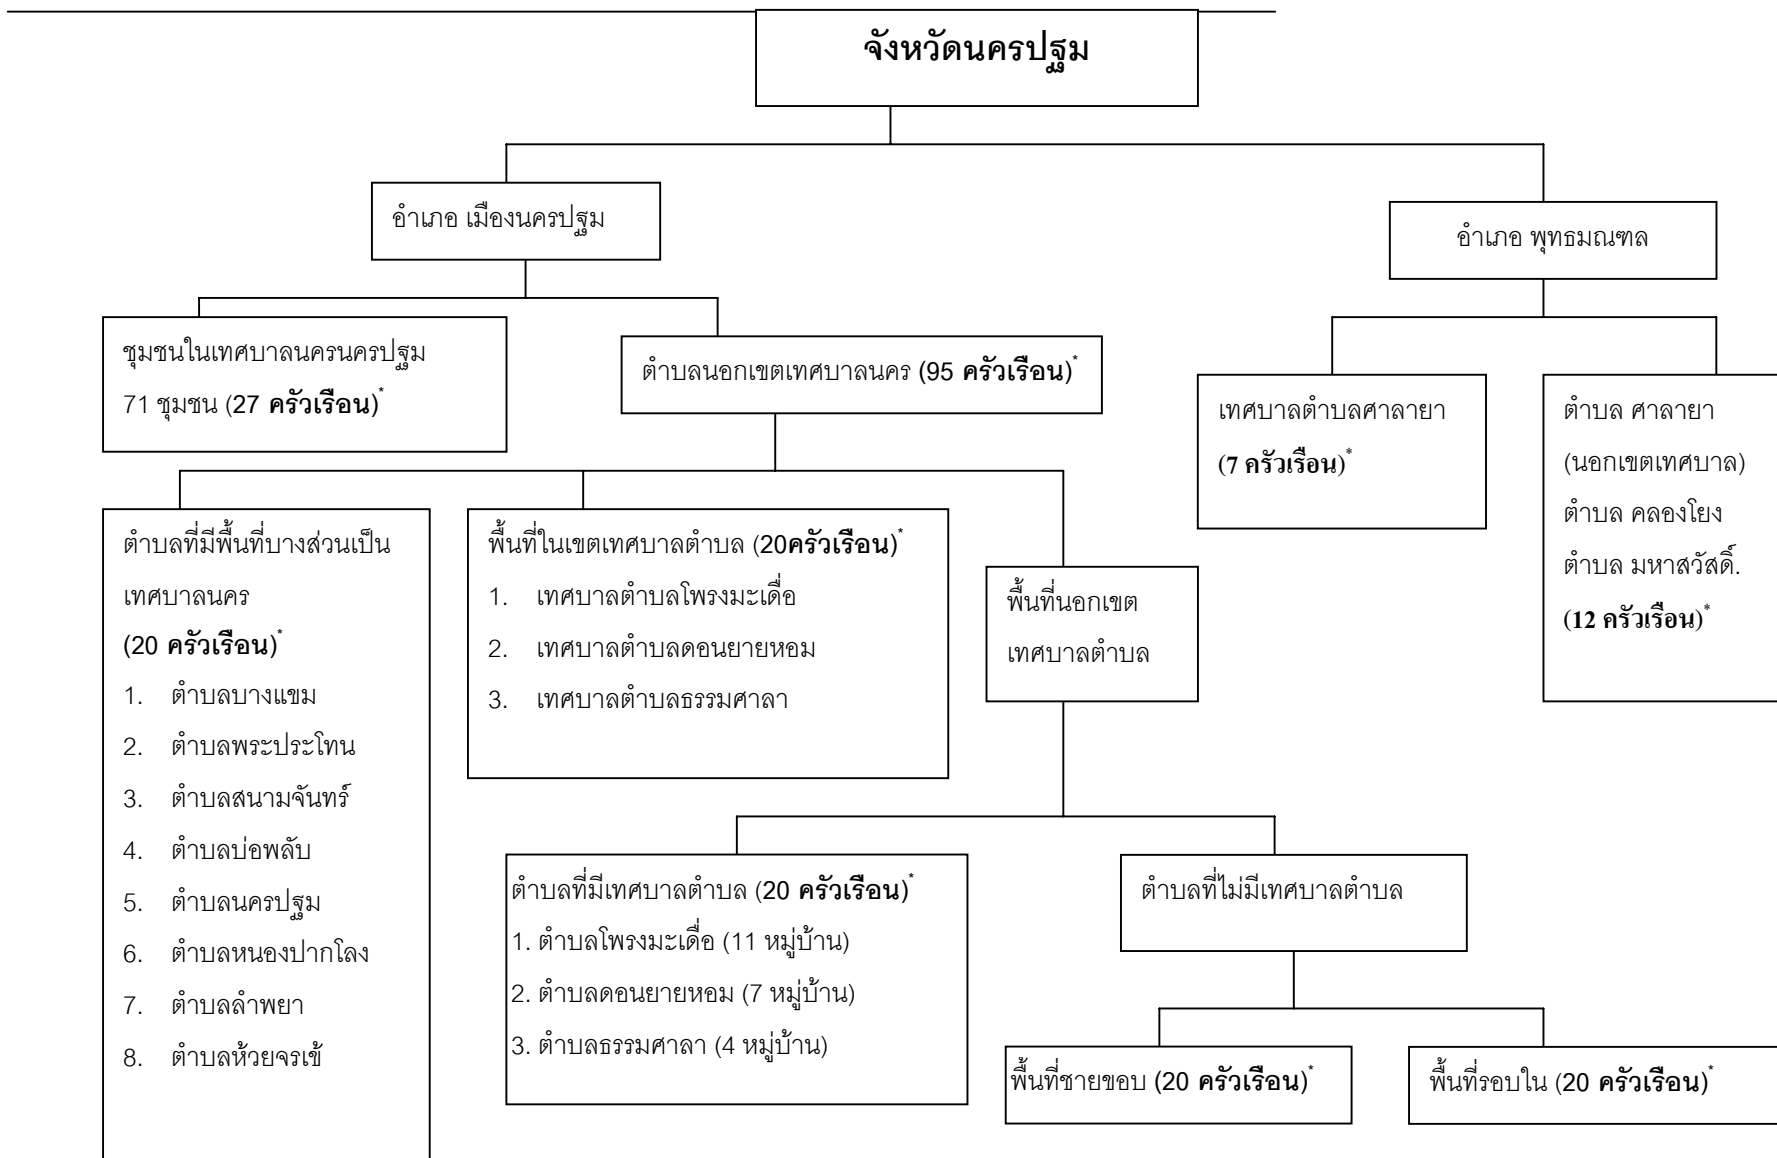 จังหวัดนครปฐม
อำเภอ เมืองนครปฐม
อำเภอ พุทธมณฑล
ชุมชนในเทศบาลนครนครปฐม
71 ชุมชน (27 ครัวเรือน)*
ตำบลนอกเขตเทศบาลนคร (95 ครัวเรือน)*
เทศบาลตำบลศาลายา
(7 ครัวเรือน)*
ตำบล ศาลายา
(นอกเขตเทศบาล)
ตำบล คลองโยง
ตำบล มหาสวัสดิ์.
(12 ครัวเรือน)*
ตำบลที่มีพื้นที่บางส่วนเป็น
เทศบาลนคร
(20 ครัวเรือน)*
1. ตำบลบางแขม
2. ตำบลพระประโทน
3. ตำบลสนามจันทร์
4. ตำบลบ่อพลับ
5. ตำบลนครปฐม
6. ตำบลหนองปากโลง
7. ตำบลลำพยา
8. ตำบลห้วยจรเข้
พื้นที่ในเขตเทศบาลตำบล (20ครัวเรือน)*
1. เทศบาลตำบลโพรงมะเดื่อ
2. เทศบาลตำบลดอนยายหอม
3. เทศบาลตำบลธรรมศาลา
พื้นที่นอกเขต
เทศบาลตำบล
ตำบลที่มีเทศบาลตำบล (20 ครัวเรือน)*
1. ตำบลโพรงมะเดื่อ (11 หมู่บ้าน)
2. ตำบลดอนยายหอม (7 หมู่บ้าน)
3. ตำบลธรรมศาลา (4 หมู่บ้าน)
ตำบลที่ไม่มีเทศบาลตำบล
พื้นที่ชายขอบ (20 ครัวเรือน)*
พื้นที่รอบใน (20 ครัวเรือน)*